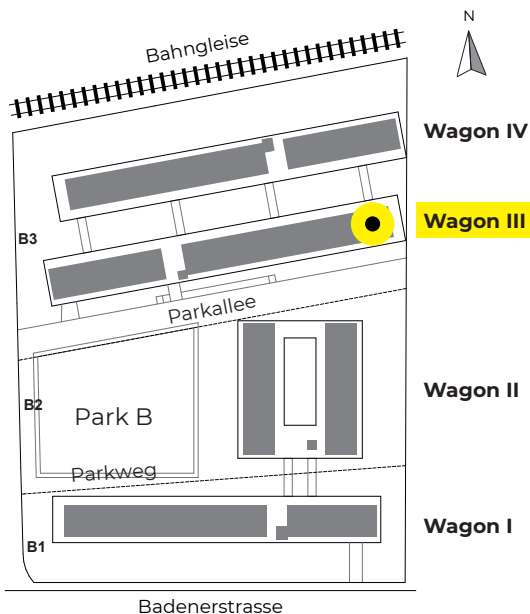 N
Bahngleise
Wagon IV
Wagon III
B3
Parkallee
Wagon II
B2
Park B
Parkweg
Wagon I
B1
Badenerstrasse